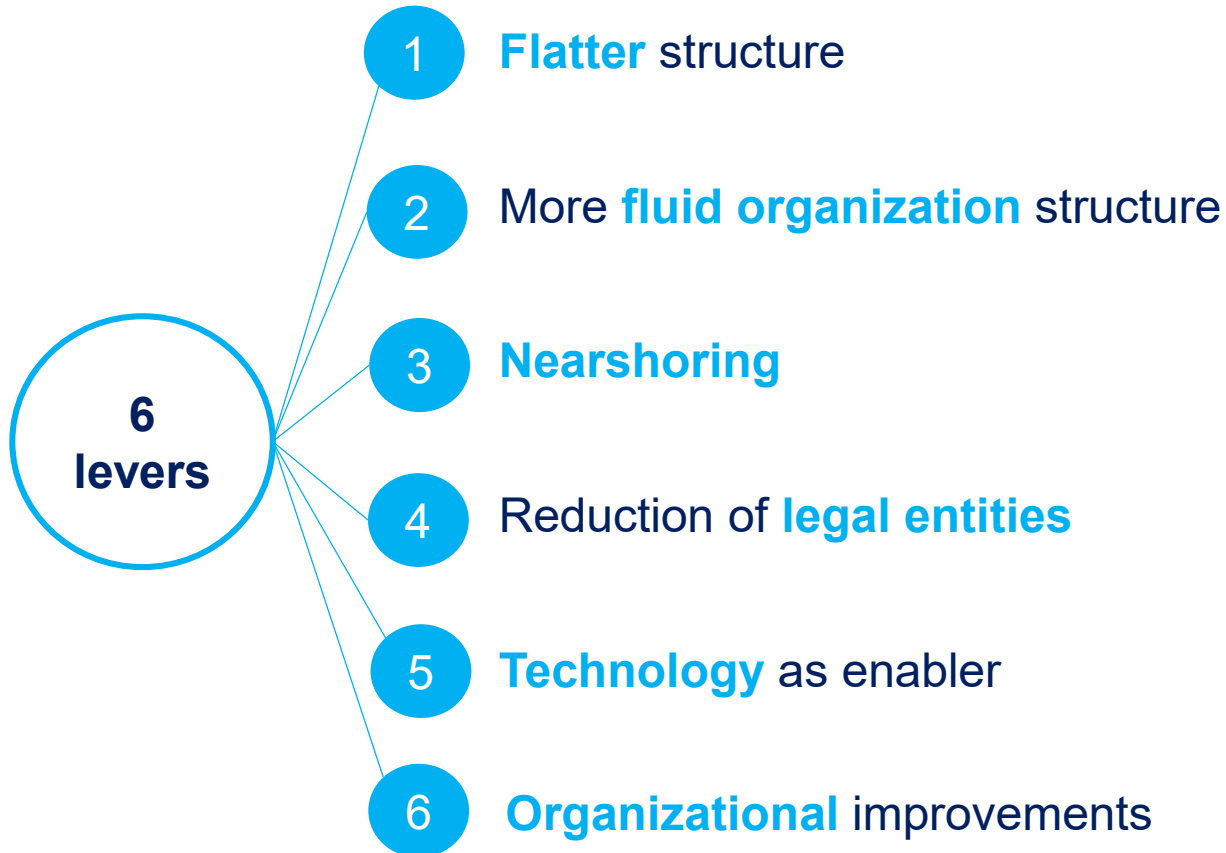 1 Flatter structure
2 More fluid organization structure
3 Nearshoring
6
levers
4 Reduction of legal entities
5 Technology as enabler
6 Organizational improvements